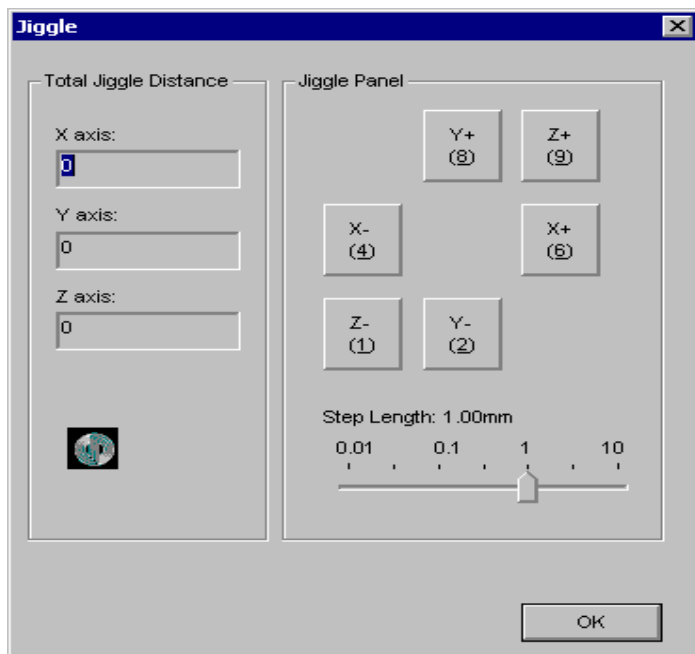 Jiggle
Total Jiggle Distance
X axis:
0
Y axis:
0
Z axis:
0
Jiggle Panel
Y+
(8)
Z+
(9)
X-
(4)
X+
(6)
Z-
(1)
Y-
(2)
Step Length: 1.00mm
0.01 0.1 1 10
OK